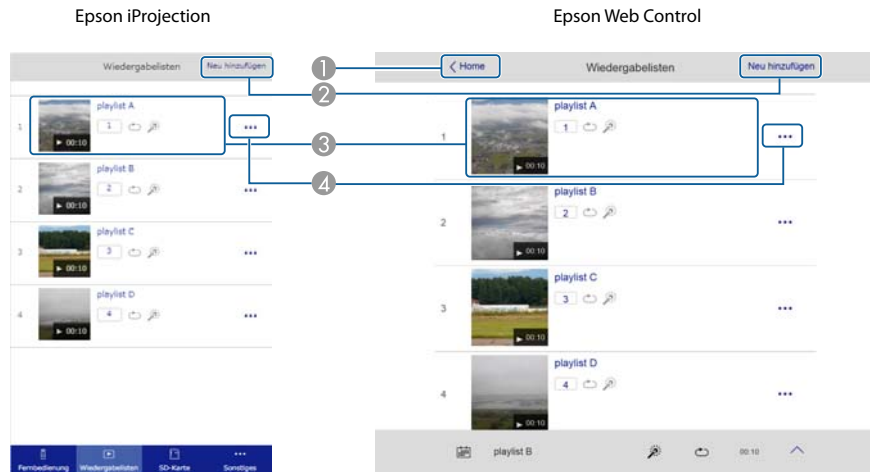 Epson iProjection
Epson Web Control
Wiedergabelisten
Neu hinzufügen
1
playlist A
1
00:10
2
playlist B
2
00:10
3
playlist C
3
00:10
4
playlist D
4
00:10
Fernbedienung
Wiedergabelisten
SD-Karte
Sonstiges
1
2
3
4
Home
Wiedergabelisten
Neu hinzufügen
1
playlist A
1
00:10
2
playlist B
2
00:10
3
playlist C
3
00:10
4
playlist D
4
00:10
playlist B
00:10